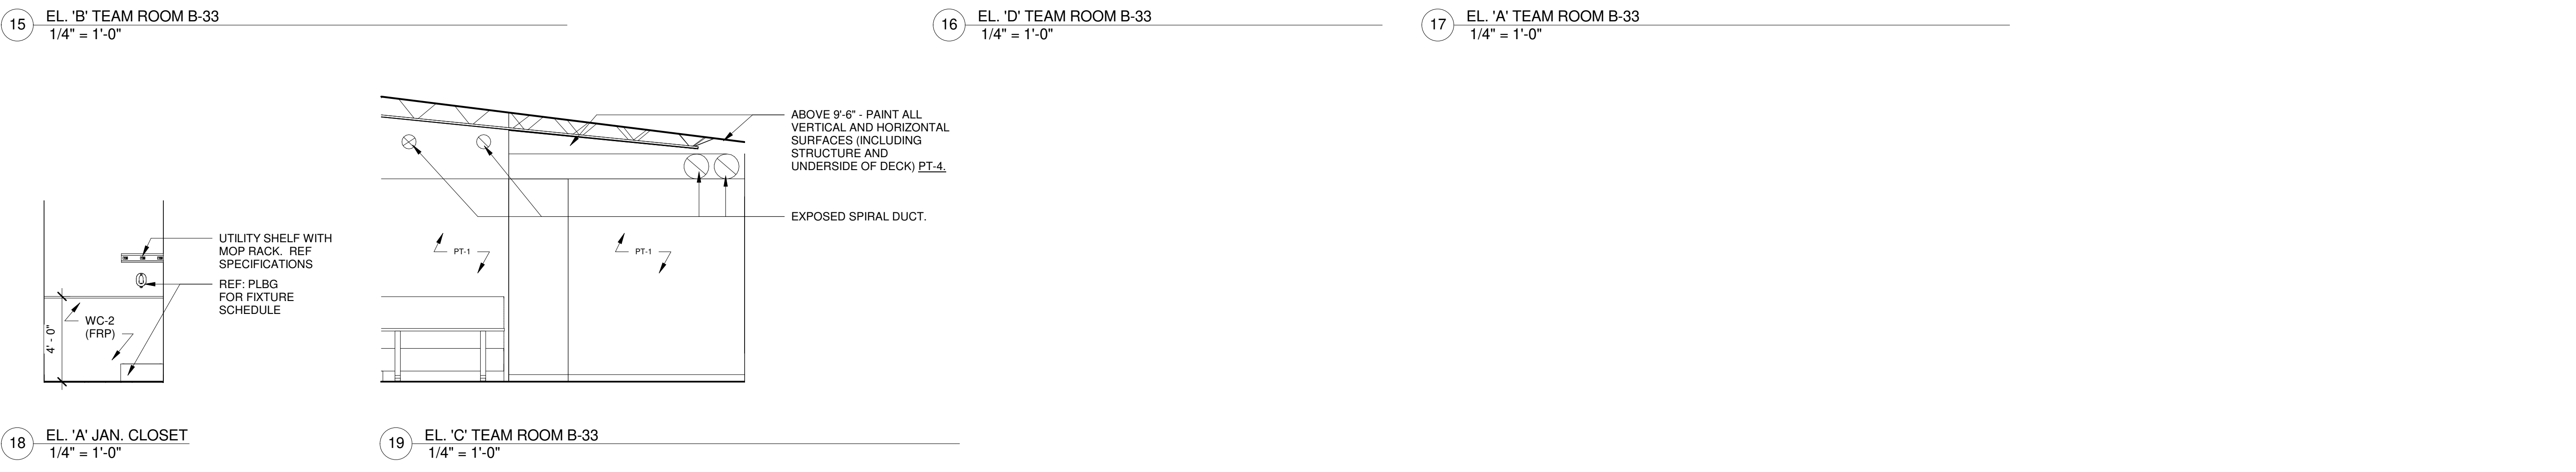 15
EL. 'B' TEAM ROOM B-33
1/4" = 1'-0"
16
EL. 'D' TEAM ROOM B-33
1/4" = 1'-0"
17
EL. 'A' TEAM ROOM B-33
1/4" = 1'-0"
UTILITY SHELF WITH
MOP RACK. REF
SPECIFICATIONS
REF: PLBG
FOR FIXTURE
SCHEDULE
WC-2
(FRP)
4' - 0"
ABOVE 9'-6" - PAINT ALL
VERTICAL AND HORIZONTAL
SURFACES (INCLUDING
STRUCTURE AND
UNDERSIDE OF DECK) PT-4.
EXPOSED SPIRAL DUCT.
PT-1
PT-1
18
EL. 'A' JAN. CLOSET
1/4" = 1'-0"
19
EL. 'C' TEAM ROOM B-33
1/4" = 1'-0"